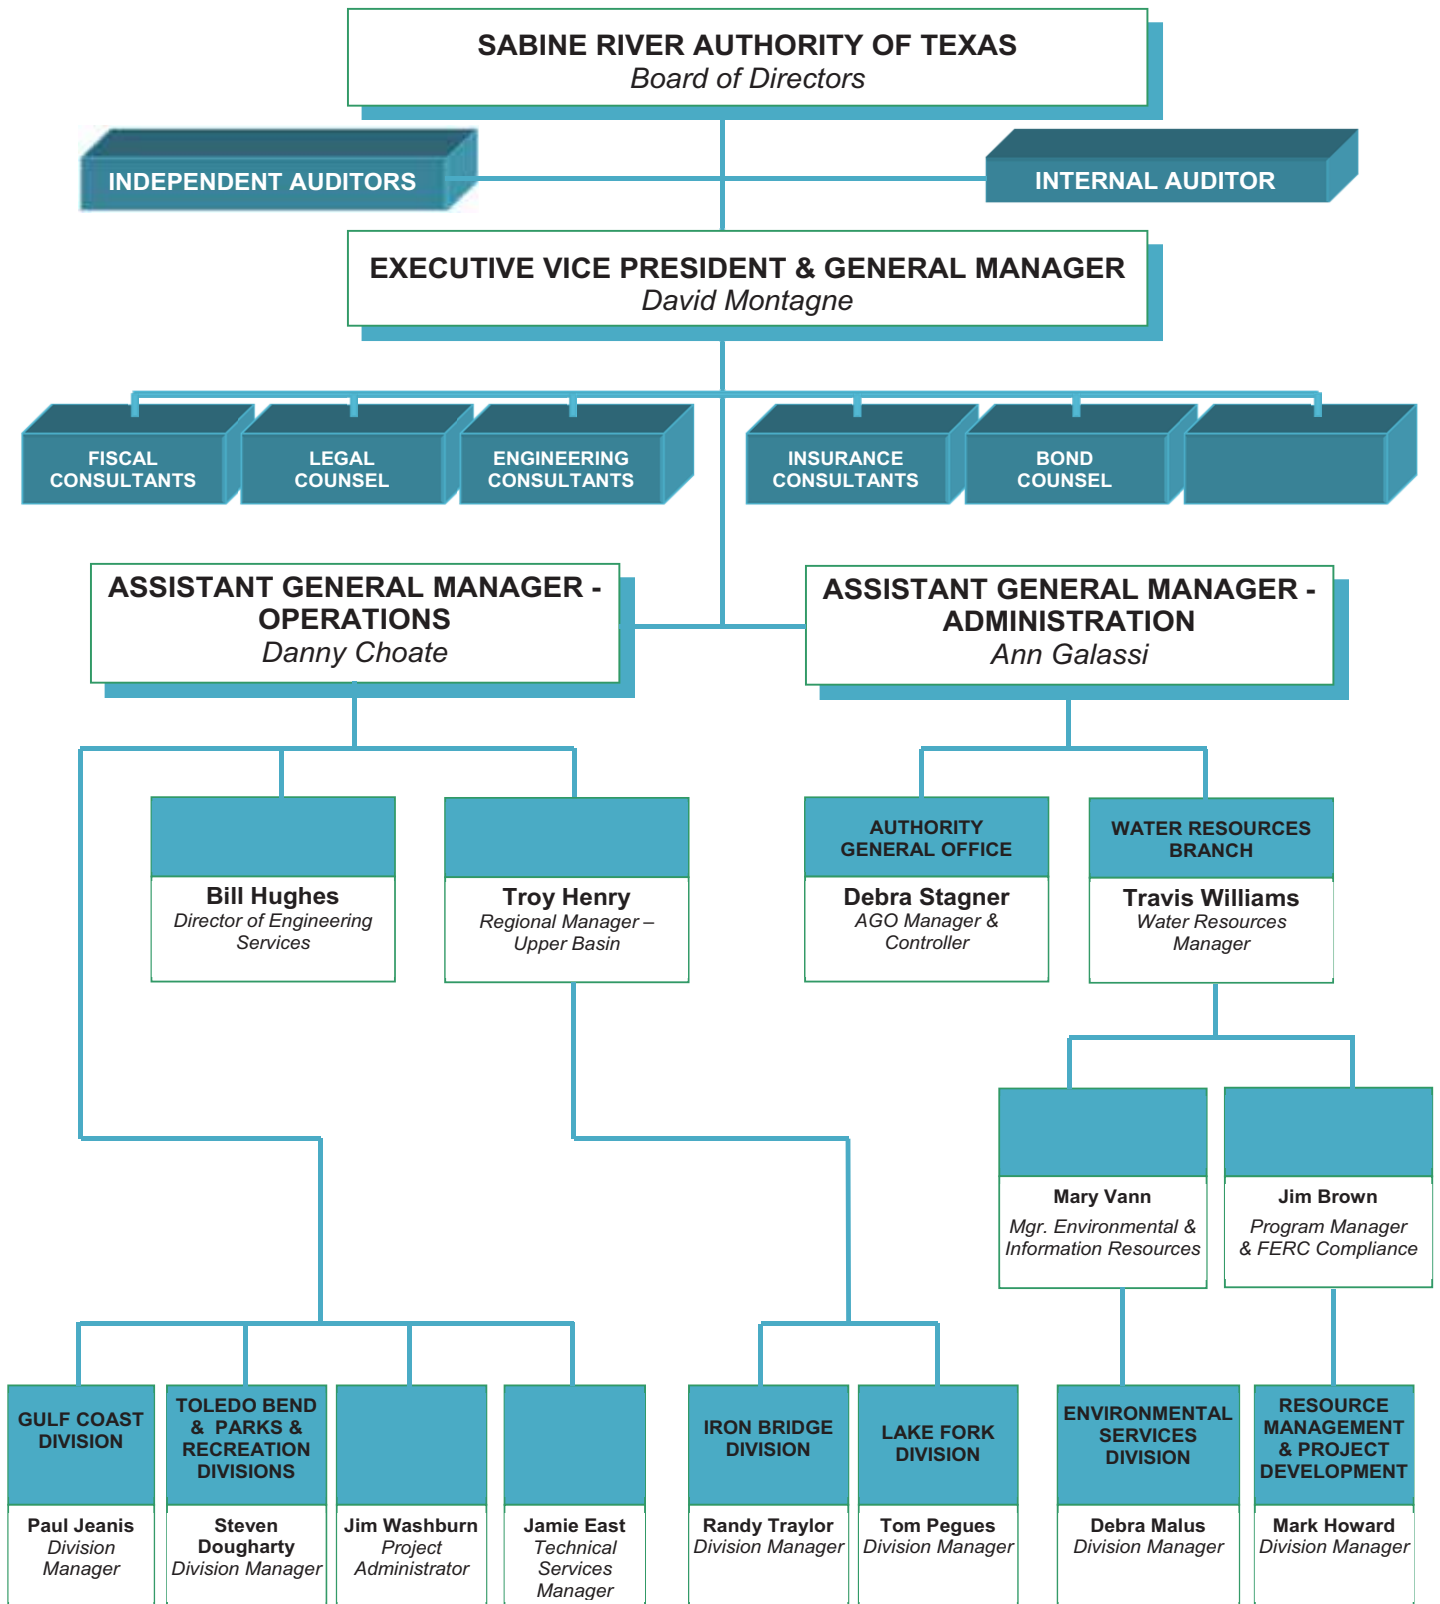 SABINE RIVER AUTHORITY OF TEXAS
Board of Directors
INDEPENDENT AUDITORS
INTERNAL AUDITOR
EXECUTIVE VICE PRESIDENT & GENERAL MANAGER
David Montagne
FISCAL
CONSULTANTS
LEGAL
COUNSEL
ENGINEERING
CONSULTANTS
INSURANCE
CONSULTANTS
BOND
COUNSEL
ASSISTANT GENERAL MANAGER -
OPERATIONS
Danny Choate
ASSISTANT GENERAL MANAGER -
ADMINISTRATION
Ann Galassi
Bill Hughes
Director of Engineering
Services
Troy Henry
Regional Manager –
Upper Basin
AUTHORITY
GENERAL OFFICE
Debra Stagner
AGO Manager &
Controller
WATER RESOURCES
BRANCH
Travis Williams
Water Resources
Manager
Mary Vann
Mgr. Environmental &
Information Resources
Jim Brown
Program Manager
& FERC Compliance
GULF COAST
DIVISION
Paul Jeanis
Division
Manager
TOLEDO BEND
& PARKS &
RECREATION
DIVISIONS
Steven
Dougharty
Division Manager
Jim Washburn
Project
Administrator
Jamie East
Technical
Services
Manager
IRON BRIDGE
DIVISION
Randy Traylor
Division Manager
LAKE FORK
DIVISION
Tom Pegues
Division Manager
ENVIRONMENTAL
SERVICES
DIVISION
Debra Malus
Division Manager
RESOURCE
MANAGEMENT
& PROJECT
DEVELOPMENT
Mark Howard
Division Manager